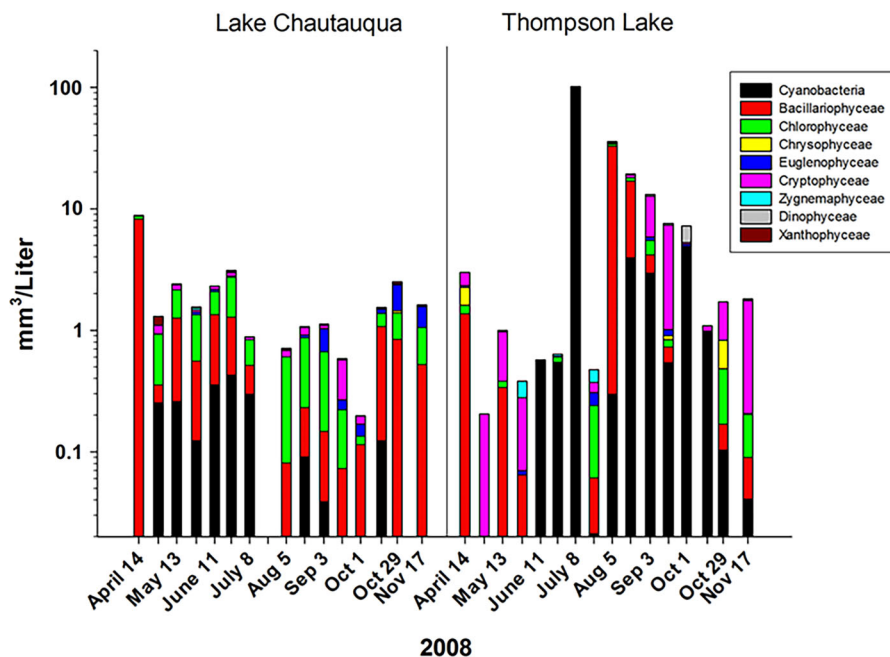 Lake Chautauqua
Thompson Lake
mm³/Liter
100
10
1
0.1
Cyanobacteria
Bacillariophyceae
Chlorophyceae
Chrysophyceae
Euglenophyceae
Cryptophyceae
Zygnemaphyceae
Dinophyceae
Xanthophyceae
April 14
May 13
June 11
July 8
Aug 5
Sep 3
Oct 1
Oct 29
Nov 17
April 14
May 13
June 11
July 8
Aug 5
Sep 3
Oct 1
Oct 29
Nov 17
2008